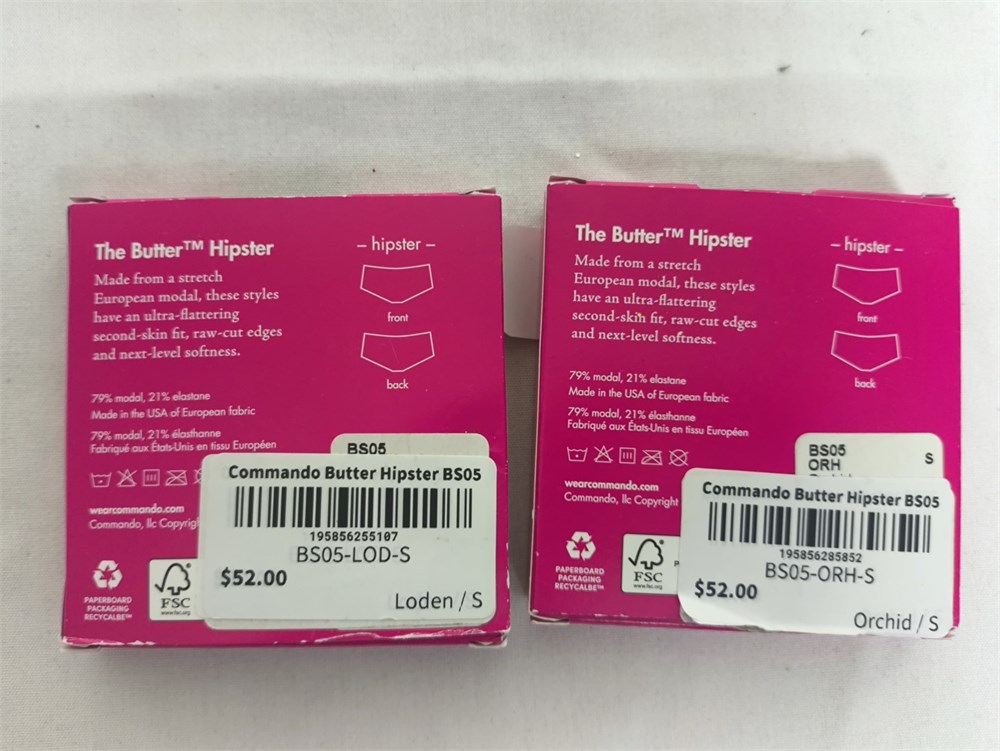 The Butter™ Hipster
Made from a stretch
European modal, these styles
have an ultra-flattering
second-skin fit, raw-cut edges
and next-level softness.
– hipster –
front
back
79% modal, 21% elastane
Made in the USA of European fabric
79% modal, 21% élasthanne
Fabriqué aux États-Unis en tissu Européen
wearcommando.com
Commando, llc Copyrigh
PAPERBOARD
PACKAGING
RECYCALBE™
FSC
www.fsc.org
BS05
Commando Butter Hipster BS05
195856255107
BS05-LOD-S
$52.00
Loden / S
The Butter™ Hipster
Made from a stretch
European modal, these styles
have an ultra-flattering
second-skin fit, raw-cut edges
and next-level softness.
– hipster –
front
back
79% modal, 21% elastane
Made in the USA of European fabric
79% modal, 21% élasthanne
Fabriqué aux États-Unis en tissu Européen
wearcommando.com
Commando, llc Copyright
PAPERBOARD
PACKAGING
RECYCALBE™
FSC
www.fsc.org
BS05
ORH S
Commando Butter Hipster BS05
195856285852
BS05-ORH-S
$52.00
Orchid / S